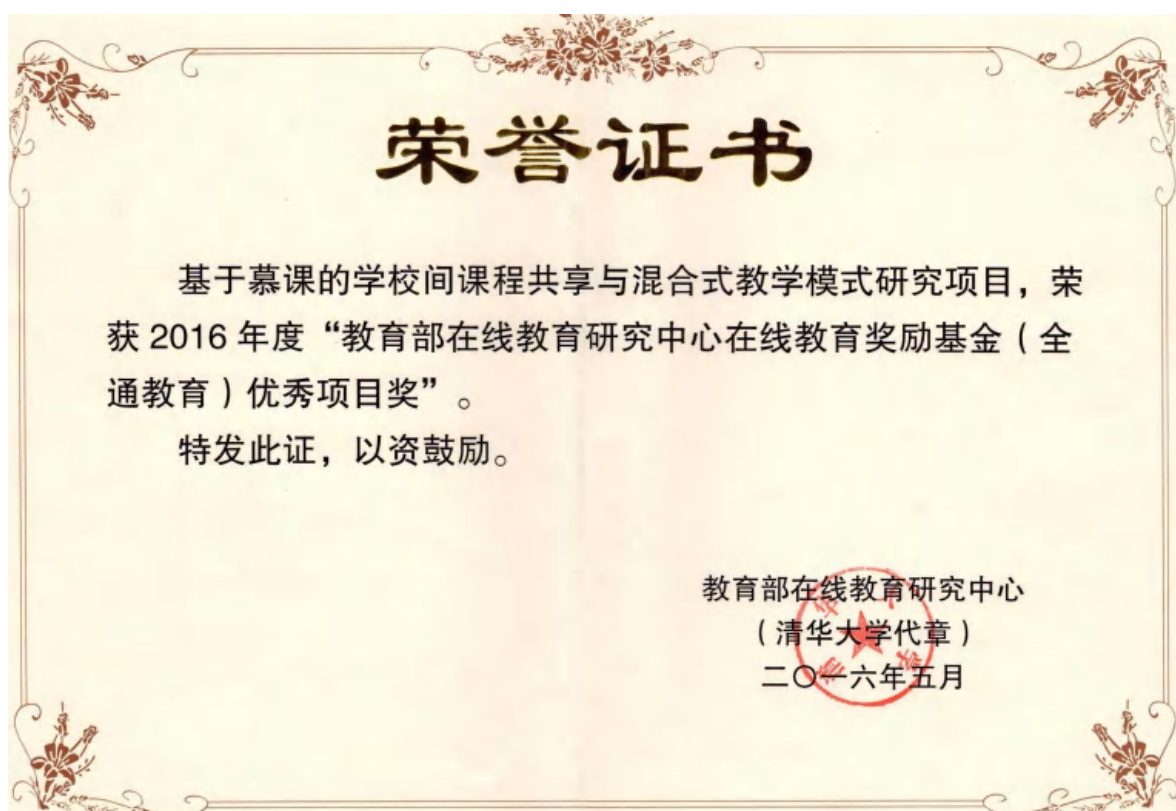 荣誉证书
基于慕课的学校间课程共享与混合式教学模式研究项目，荣
获 2016 年度“教育部在线教育研究中心在线教育奖励基金（全
通教育）优秀项目奖”。
特发此证，以资鼓励。
教育部在线教育研究中心
（清华大学代章）
二〇一六年五月
清华大学